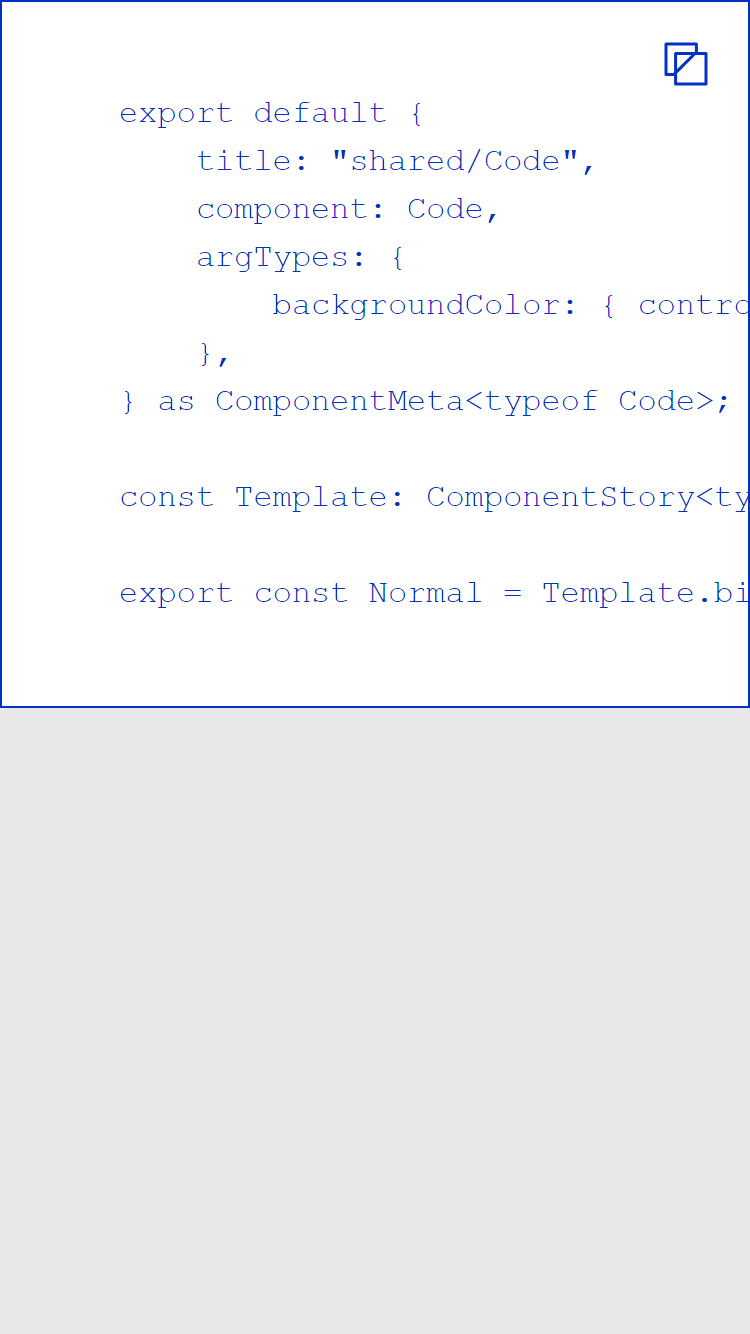 export default {
    title: "shared/Code",
    component: Code,
    argTypes: {
        backgroundColor: { contro
    },
} as ComponentMeta<typeof Code>;
const Template: ComponentStory<ty
export const Normal = Template.bi